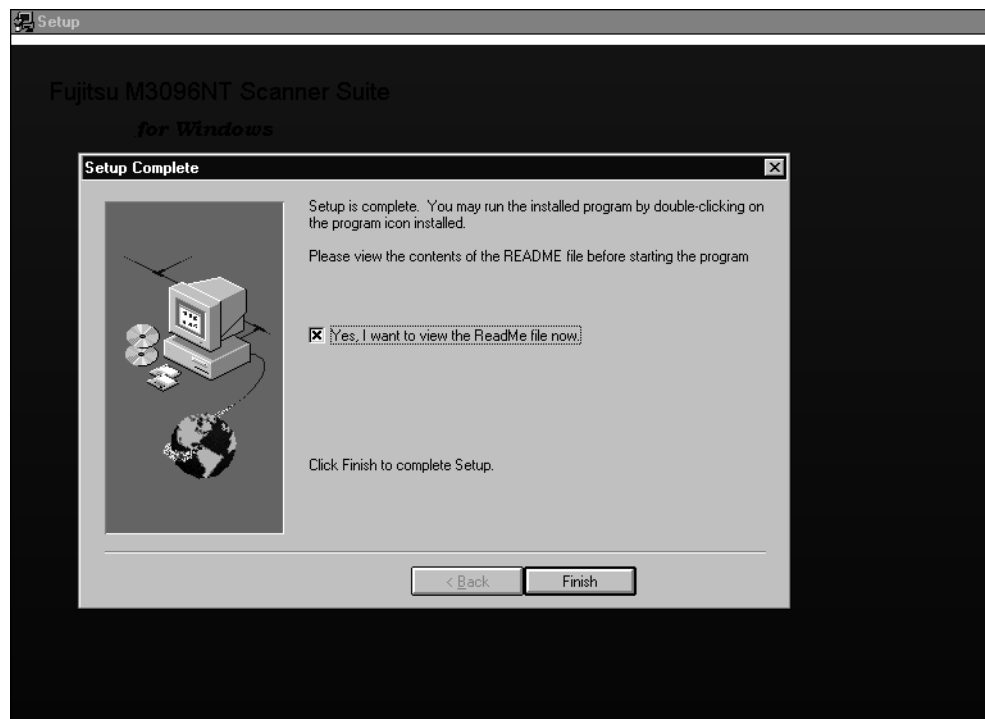 Setup
Fujitsu M3096NT Scanner Suite
for Windows
Setup Complete
Setup is complete. You may run the installed program by double-clicking on
the program icon installed.
Please view the contents of the README file before starting the program
Yes, I want to view the ReadMe file now.
Click Finish to complete Setup.
< Back
Finish